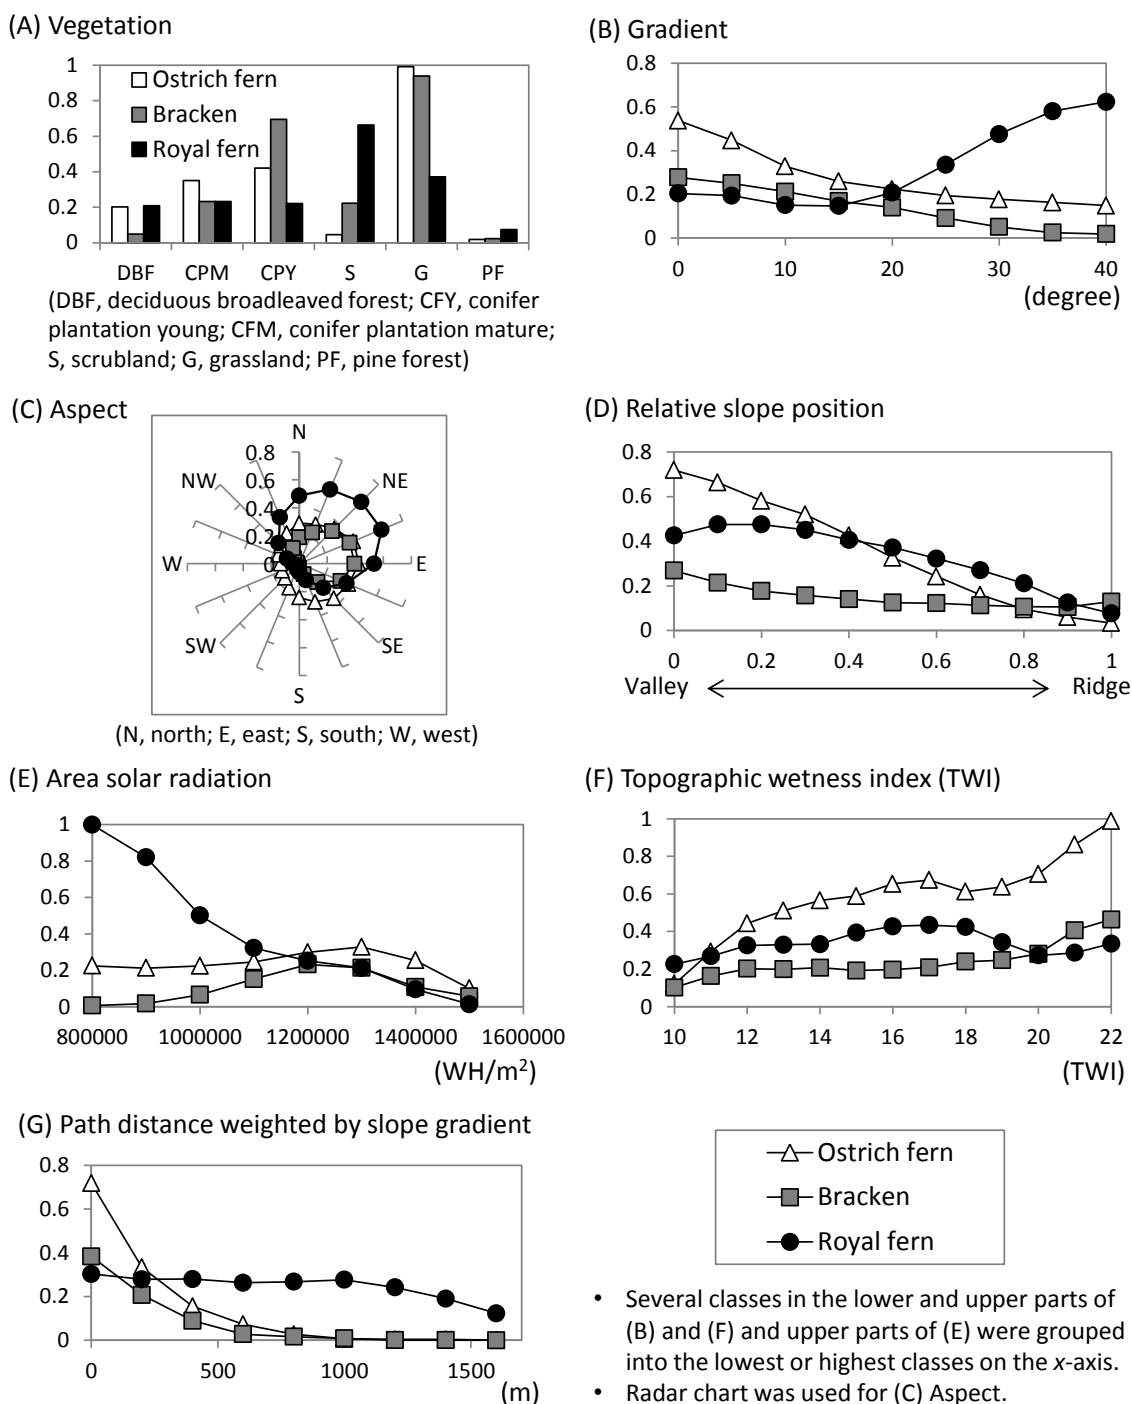 (A) Vegetation
1
0.8
0.6
0.4
0.2
0
Ostrich fern
Bracken
Royal fern
DBF CPM CPY S G PF
(DBF, deciduous broadleaved forest; CFY, conifer
plantation young; CFM, conifer plantation mature;
S, scrubland; G, grassland; PF, pine forest)
(B) Gradient
0.8
0.6
0.4
0.2
0
0 10 20 30 40
(degree)
(C) Aspect
N
0.8
0.6
0.4
0.2
0
NW NE
W E
SW SE
S
(N, north; E, east; S, south; W, west)
(D) Relative slope position
0.8
0.6
0.4
0.2
0
0 0.2 0.4 0.6 0.8 1
Valley Ridge
(E) Area solar radiation
1
0.8
0.6
0.4
0.2
0
800000 1000000 1200000 1400000 1600000
(WH/m²)
(F) Topographic wetness index (TWI)
1
0.8
0.6
0.4
0.2
0
10 12 14 16 18 20 22
(TWI)
(G) Path distance weighted by slope gradient
0.8
0.6
0.4
0.2
0
0 500 1000 1500
(m)
Ostrich fern
Bracken
Royal fern
• Several classes in the lower and upper parts of
(B) and (F) and upper parts of (E) were grouped
into the lowest or highest classes on the x-axis.
• Radar chart was used for (C) Aspect.